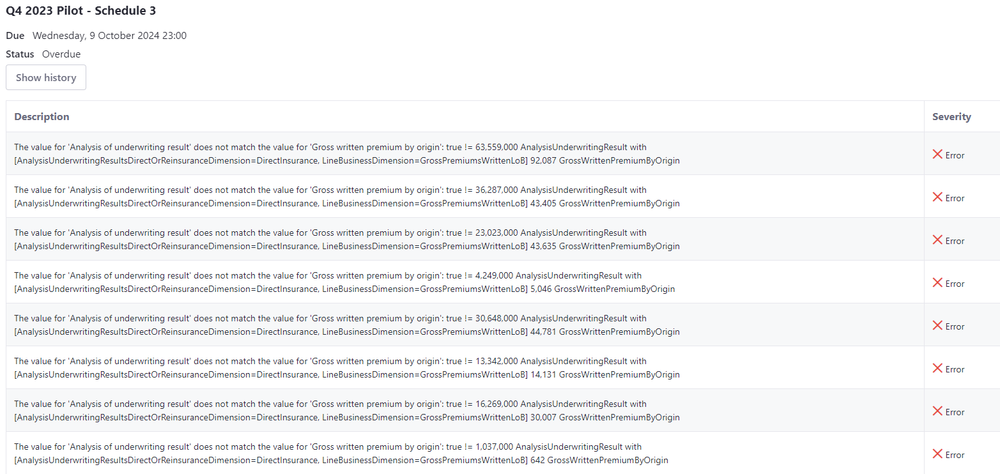 Q4 2023 Pilot - Schedule 3
Due Wednesday, 9 October 2024 23:00
Status Overdue
Show history
Description Severity
The value for 'Analysis of underwriting result' does not match the value for 'Gross written premium by origin': true != 63,559,000 AnalysisUnderwritingResult with
[AnalysisUnderwritingResultsDirectOrReinsuranceDimension=DirectInsurance, LineBusinessDimension=GrossPremiumsWrittenLoB] 92,087 GrossWrittenPremiumByOrigin
Error
The value for 'Analysis of underwriting result' does not match the value for 'Gross written premium by origin': true != 36,287,000 AnalysisUnderwritingResult with
[AnalysisUnderwritingResultsDirectOrReinsuranceDimension=DirectInsurance, LineBusinessDimension=GrossPremiumsWrittenLoB] 43,405 GrossWrittenPremiumByOrigin
Error
The value for 'Analysis of underwriting result' does not match the value for 'Gross written premium by origin': true != 23,023,000 AnalysisUnderwritingResult with
[AnalysisUnderwritingResultsDirectOrReinsuranceDimension=DirectInsurance, LineBusinessDimension=GrossPremiumsWrittenLoB] 43,635 GrossWrittenPremiumByOrigin
Error
The value for 'Analysis of underwriting result' does not match the value for 'Gross written premium by origin': true != 4,249,000 AnalysisUnderwritingResult with
[AnalysisUnderwritingResultsDirectOrReinsuranceDimension=DirectInsurance, LineBusinessDimension=GrossPremiumsWrittenLoB] 5,046 GrossWrittenPremiumByOrigin
Error
The value for 'Analysis of underwriting result' does not match the value for 'Gross written premium by origin': true != 30,648,000 AnalysisUnderwritingResult with
[AnalysisUnderwritingResultsDirectOrReinsuranceDimension=DirectInsurance, LineBusinessDimension=GrossPremiumsWrittenLoB] 44,781 GrossWrittenPremiumByOrigin
Error
The value for 'Analysis of underwriting result' does not match the value for 'Gross written premium by origin': true != 13,342,000 AnalysisUnderwritingResult with
[AnalysisUnderwritingResultsDirectOrReinsuranceDimension=DirectInsurance, LineBusinessDimension=GrossPremiumsWrittenLoB] 14,131 GrossWrittenPremiumByOrigin
Error
The value for 'Analysis of underwriting result' does not match the value for 'Gross written premium by origin': true != 16,269,000 AnalysisUnderwritingResult with
[AnalysisUnderwritingResultsDirectOrReinsuranceDimension=DirectInsurance, LineBusinessDimension=GrossPremiumsWrittenLoB] 30,007 GrossWrittenPremiumByOrigin
Error
The value for 'Analysis of underwriting result' does not match the value for 'Gross written premium by origin': true != 1,037,000 AnalysisUnderwritingResult with
[AnalysisUnderwritingResultsDirectOrReinsuranceDimension=DirectInsurance, LineBusinessDimension=GrossPremiumsWrittenLoB] 642 GrossWrittenPremiumByOrigin
Error